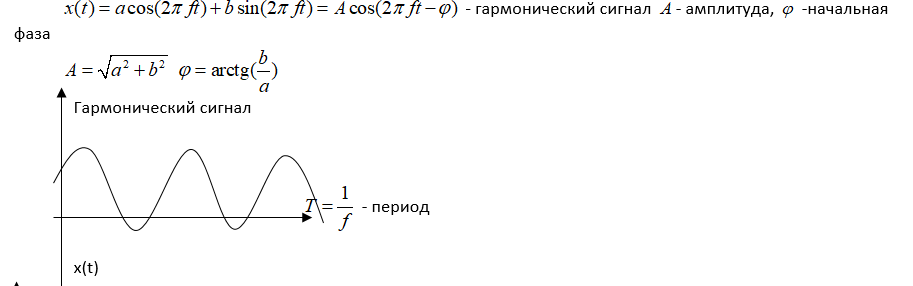 x(t) = a cos(2π ft) + b sin(2π ft) = A cos(2π ft − φ) - гармонический сигнал A - амплитуда, φ -начальная
фаза
A = √(a² + b²) φ = arctg(b/a)
Гармонический сигнал
T = 1/f - период
x(t)